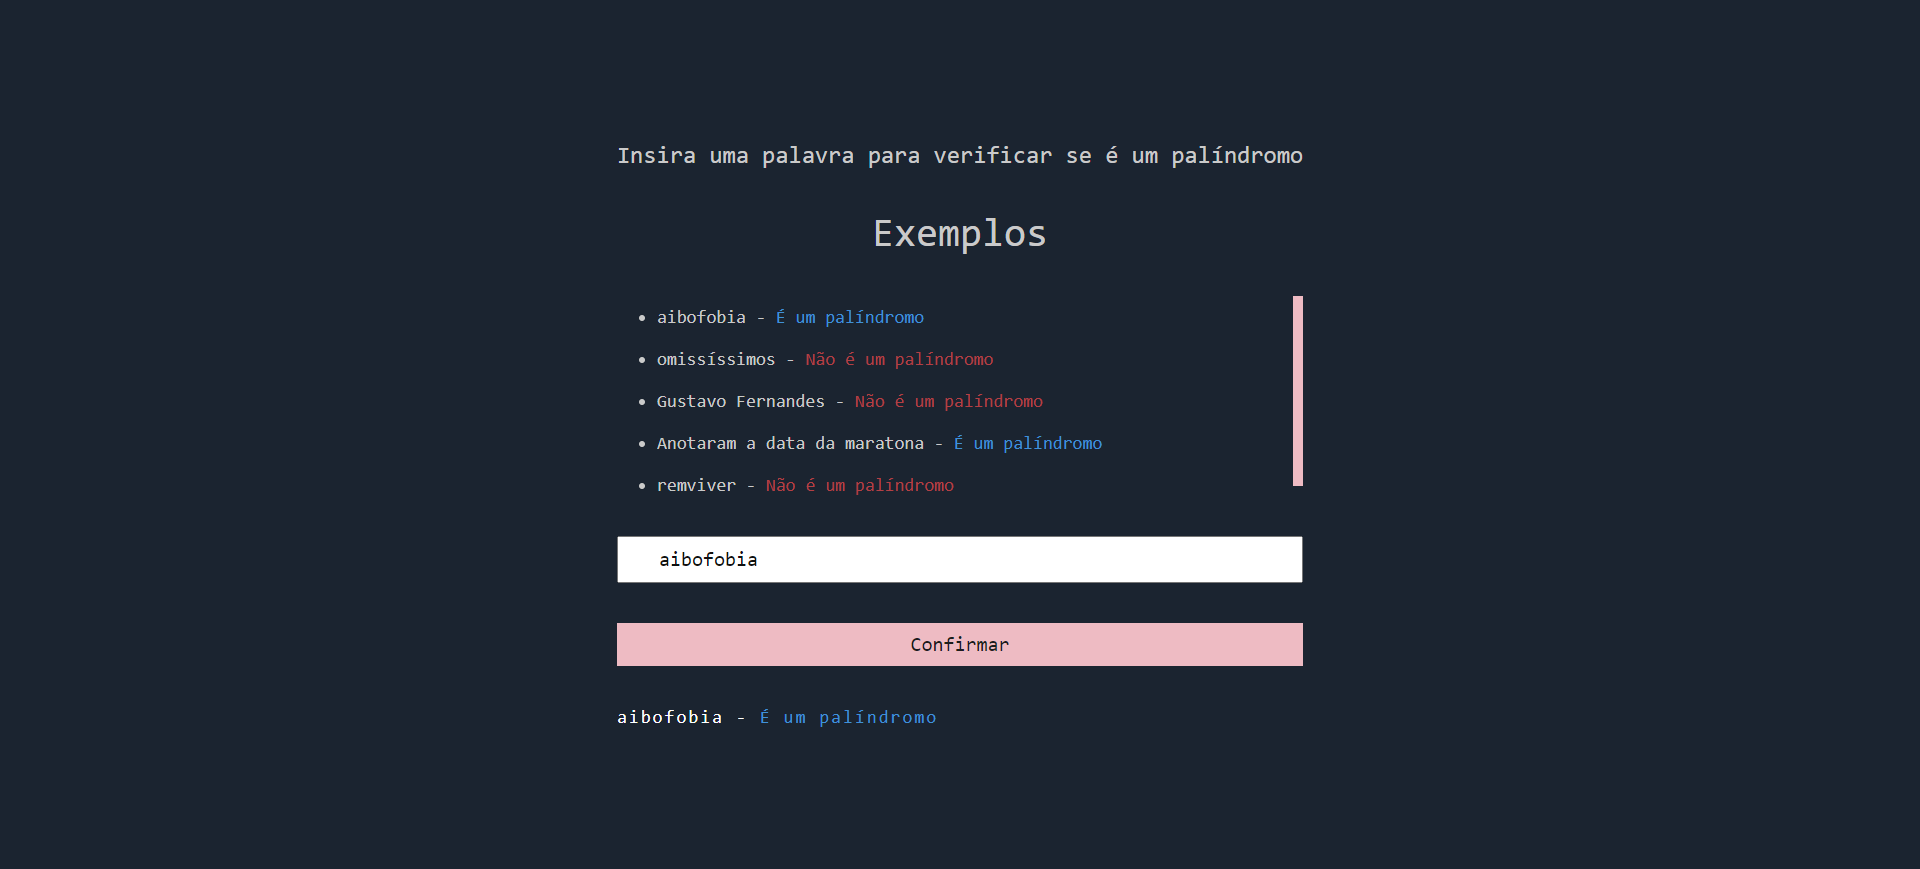 Insira uma palavra para verificar se é um palíndromo
Exemplos
aibofobia - É um palíndromo
omissíssimos - Não é um palíndromo
Gustavo Fernandes - Não é um palíndromo
Anotaram a data da maratona - É um palíndromo
remviver - Não é um palíndromo
aibofobia
Confirmar
aibofobia - É um palíndromo